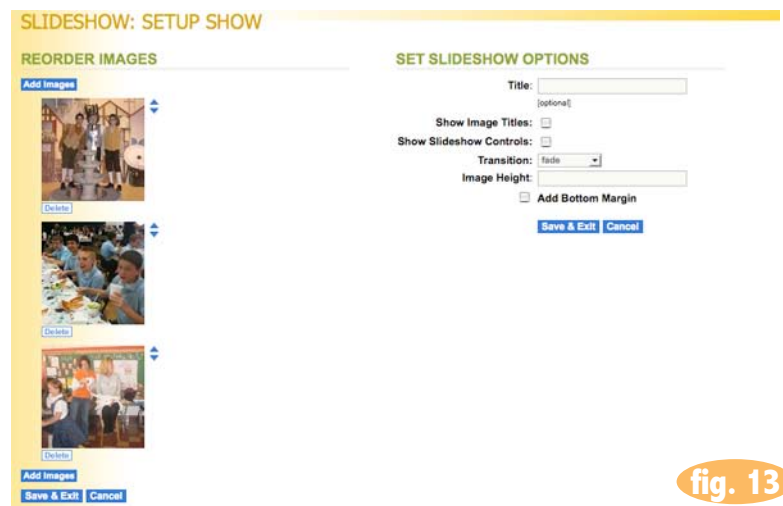 SLIDESHOW: SETUP SHOW
REORDER IMAGES
Add Images
Delete
Delete
Delete
Add Images
Save & Exit Cancel
SET SLIDESHOW OPTIONS
Title:
[optional]
Show Image Titles:
Show Slideshow Controls:
Transition: fade
Image Height:
Add Bottom Margin
Save & Exit Cancel
fig. 13